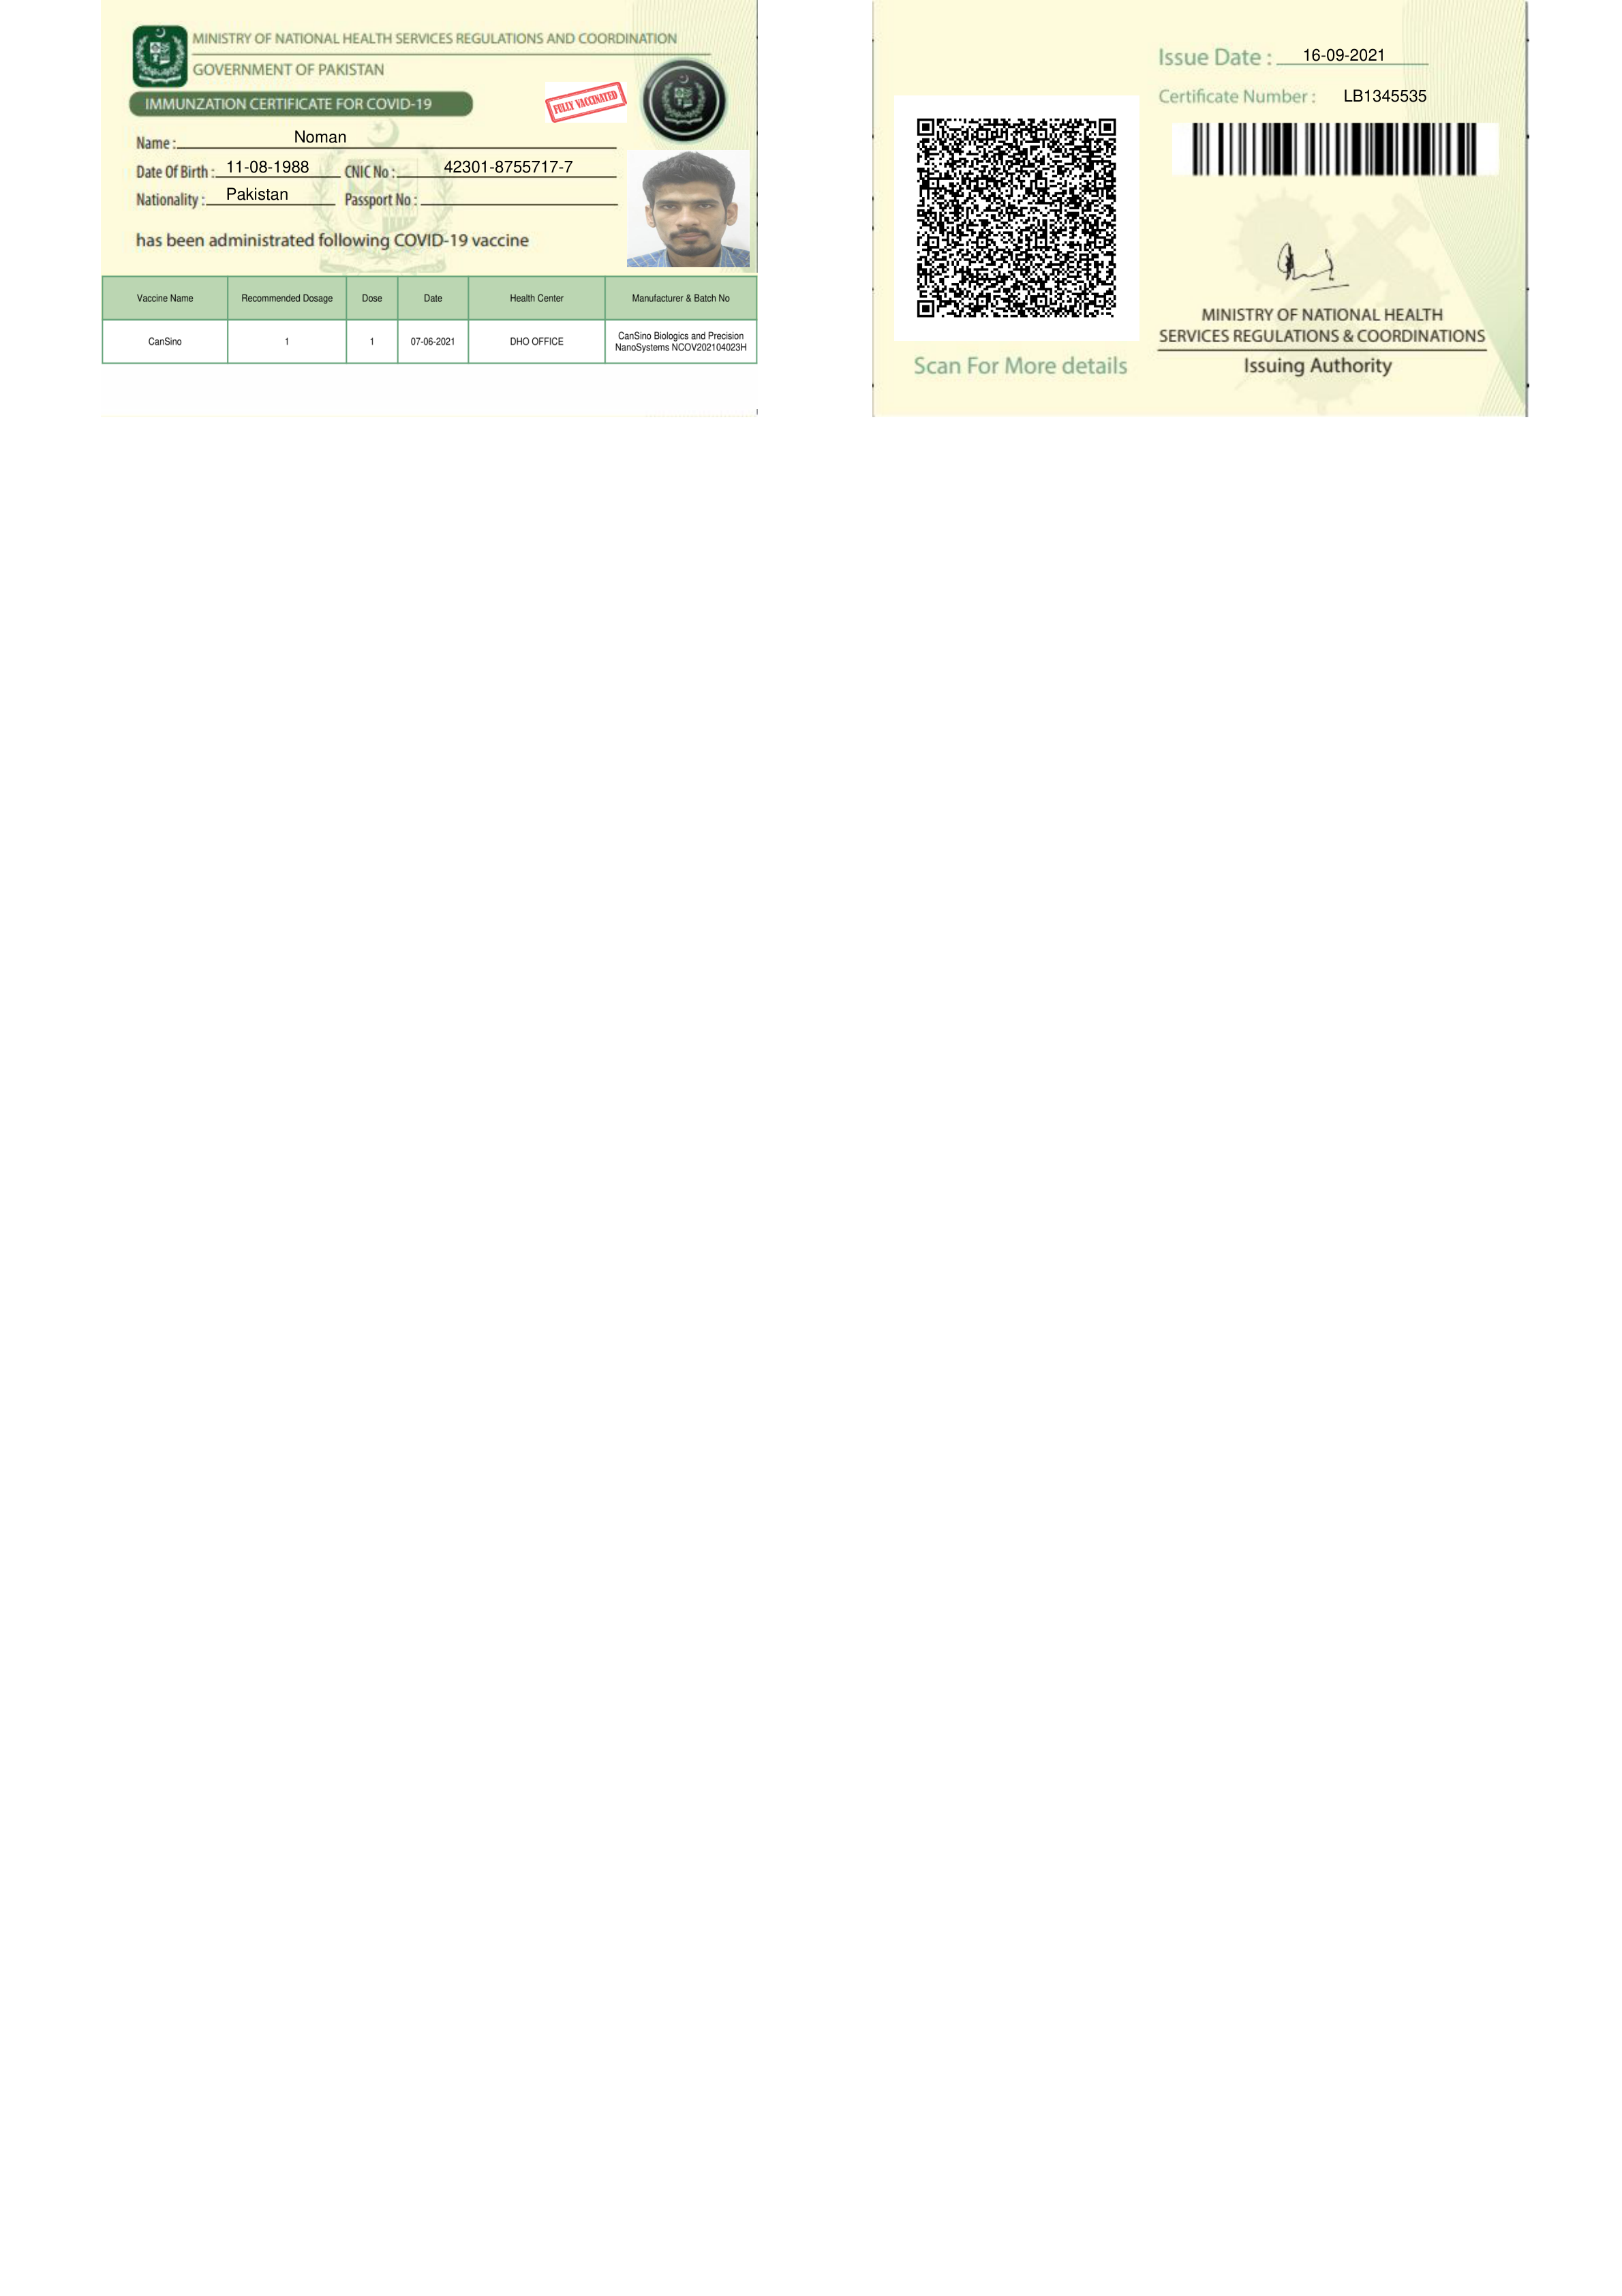 MINISTRY OF NATIONAL HEALTH SERVICES REGULATIONS AND COORDINATION
GOVERNMENT OF PAKISTAN
IMMUNZATION CERTIFICATE FOR COVID-19
FULLY VACCINATED
Name : Noman
Date Of Birth : 11-08-1988 CNIC No : 42301-8755717-7
Nationality : Pakistan Passport No :
has been administrated following COVID-19 vaccine
Vaccine Name Recommended Dosage Dose Date Health Center Manufacturer & Batch No
CanSino 1 1 07-06-2021 DHO OFFICE CanSino Biologics and Precision
NanoSystems NCOV202104023H
Issue Date : 16-09-2021
Certificate Number : LB1345535
Scan For More details
MINISTRY OF NATIONAL HEALTH
SERVICES REGULATIONS & COORDINATIONS
Issuing Authority